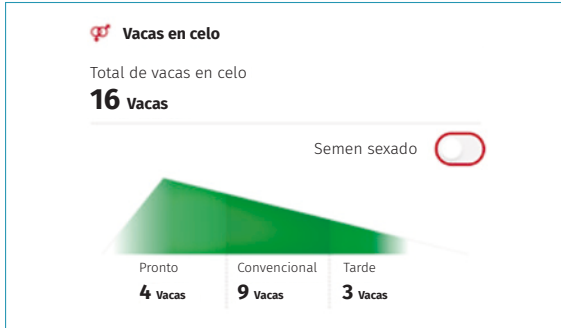 Vacas en celo
Total de vacas en celo
16 Vacas
Semen sexado
Pronto Convencional Tarde
4 Vacas 9 Vacas 3 Vacas